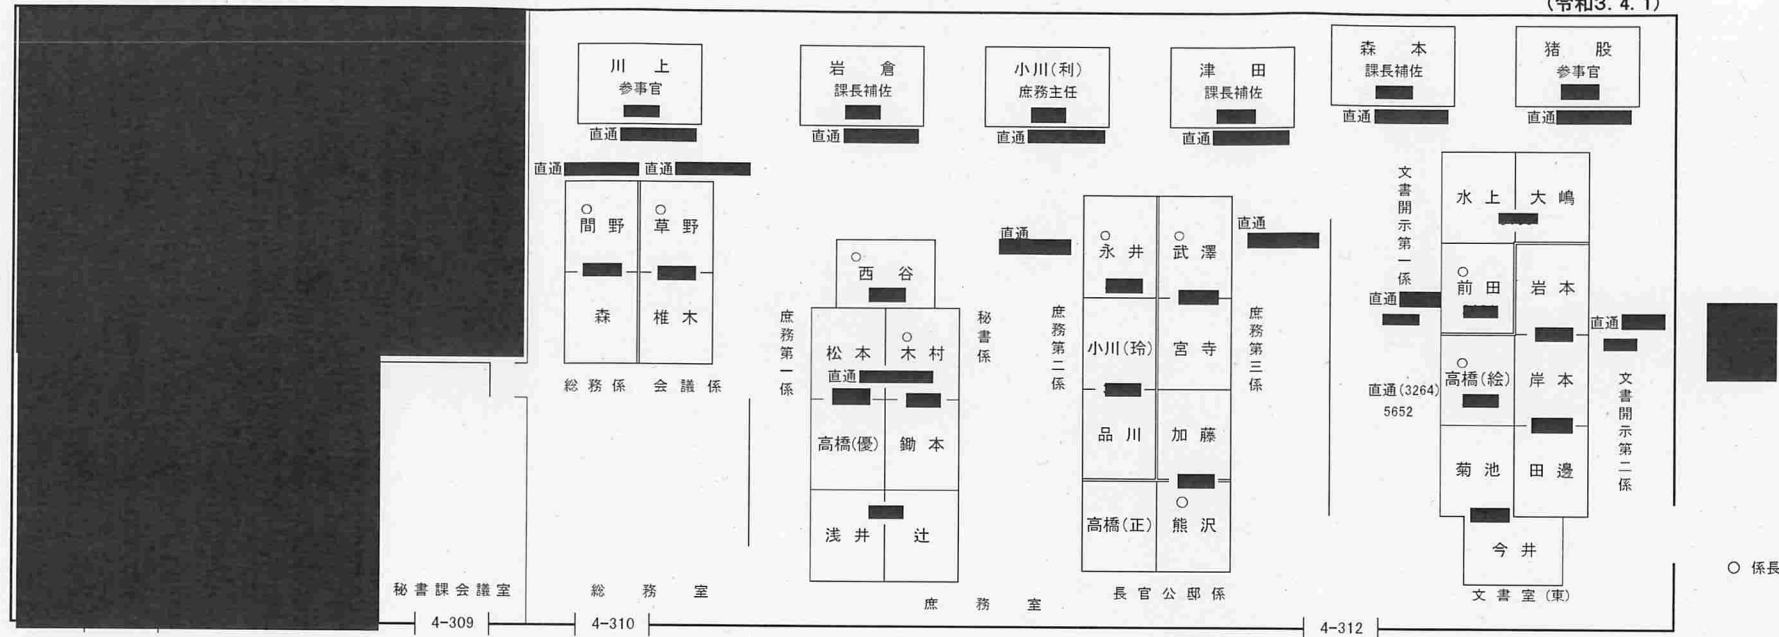 (令和3.4.1)
川上
参事官
直通
岩倉
課長補佐
直通
小川(利)
庶務主任
直通
津田
課長補佐
直通
森本
課長補佐
直通
猪股
参事官
直通
直通
直通
○
間野
○
草野
森
椎木
総務係
会議係
○
西谷
庶務第一係
秘書係
松本
○
木村
直通
高橋(優)
鋤本
浅井
辻
直通
庶務第二係
○
永井
○
武澤
直通
小川(玲)
宮寺
庶務第三係
品川
加藤
高橋(正)
○
熊沢
長官公邸係
文書開示第一係
水上
大嶋
直通
○
前田
岩本
直通
直通(3264)
5652
○
高橋(絵)
岸本
文書開示第二係
菊池
田邊
今井
文書室(東)
○ 係長
秘書課会議室
総務室
庶務室
4-309
4-310
4-312